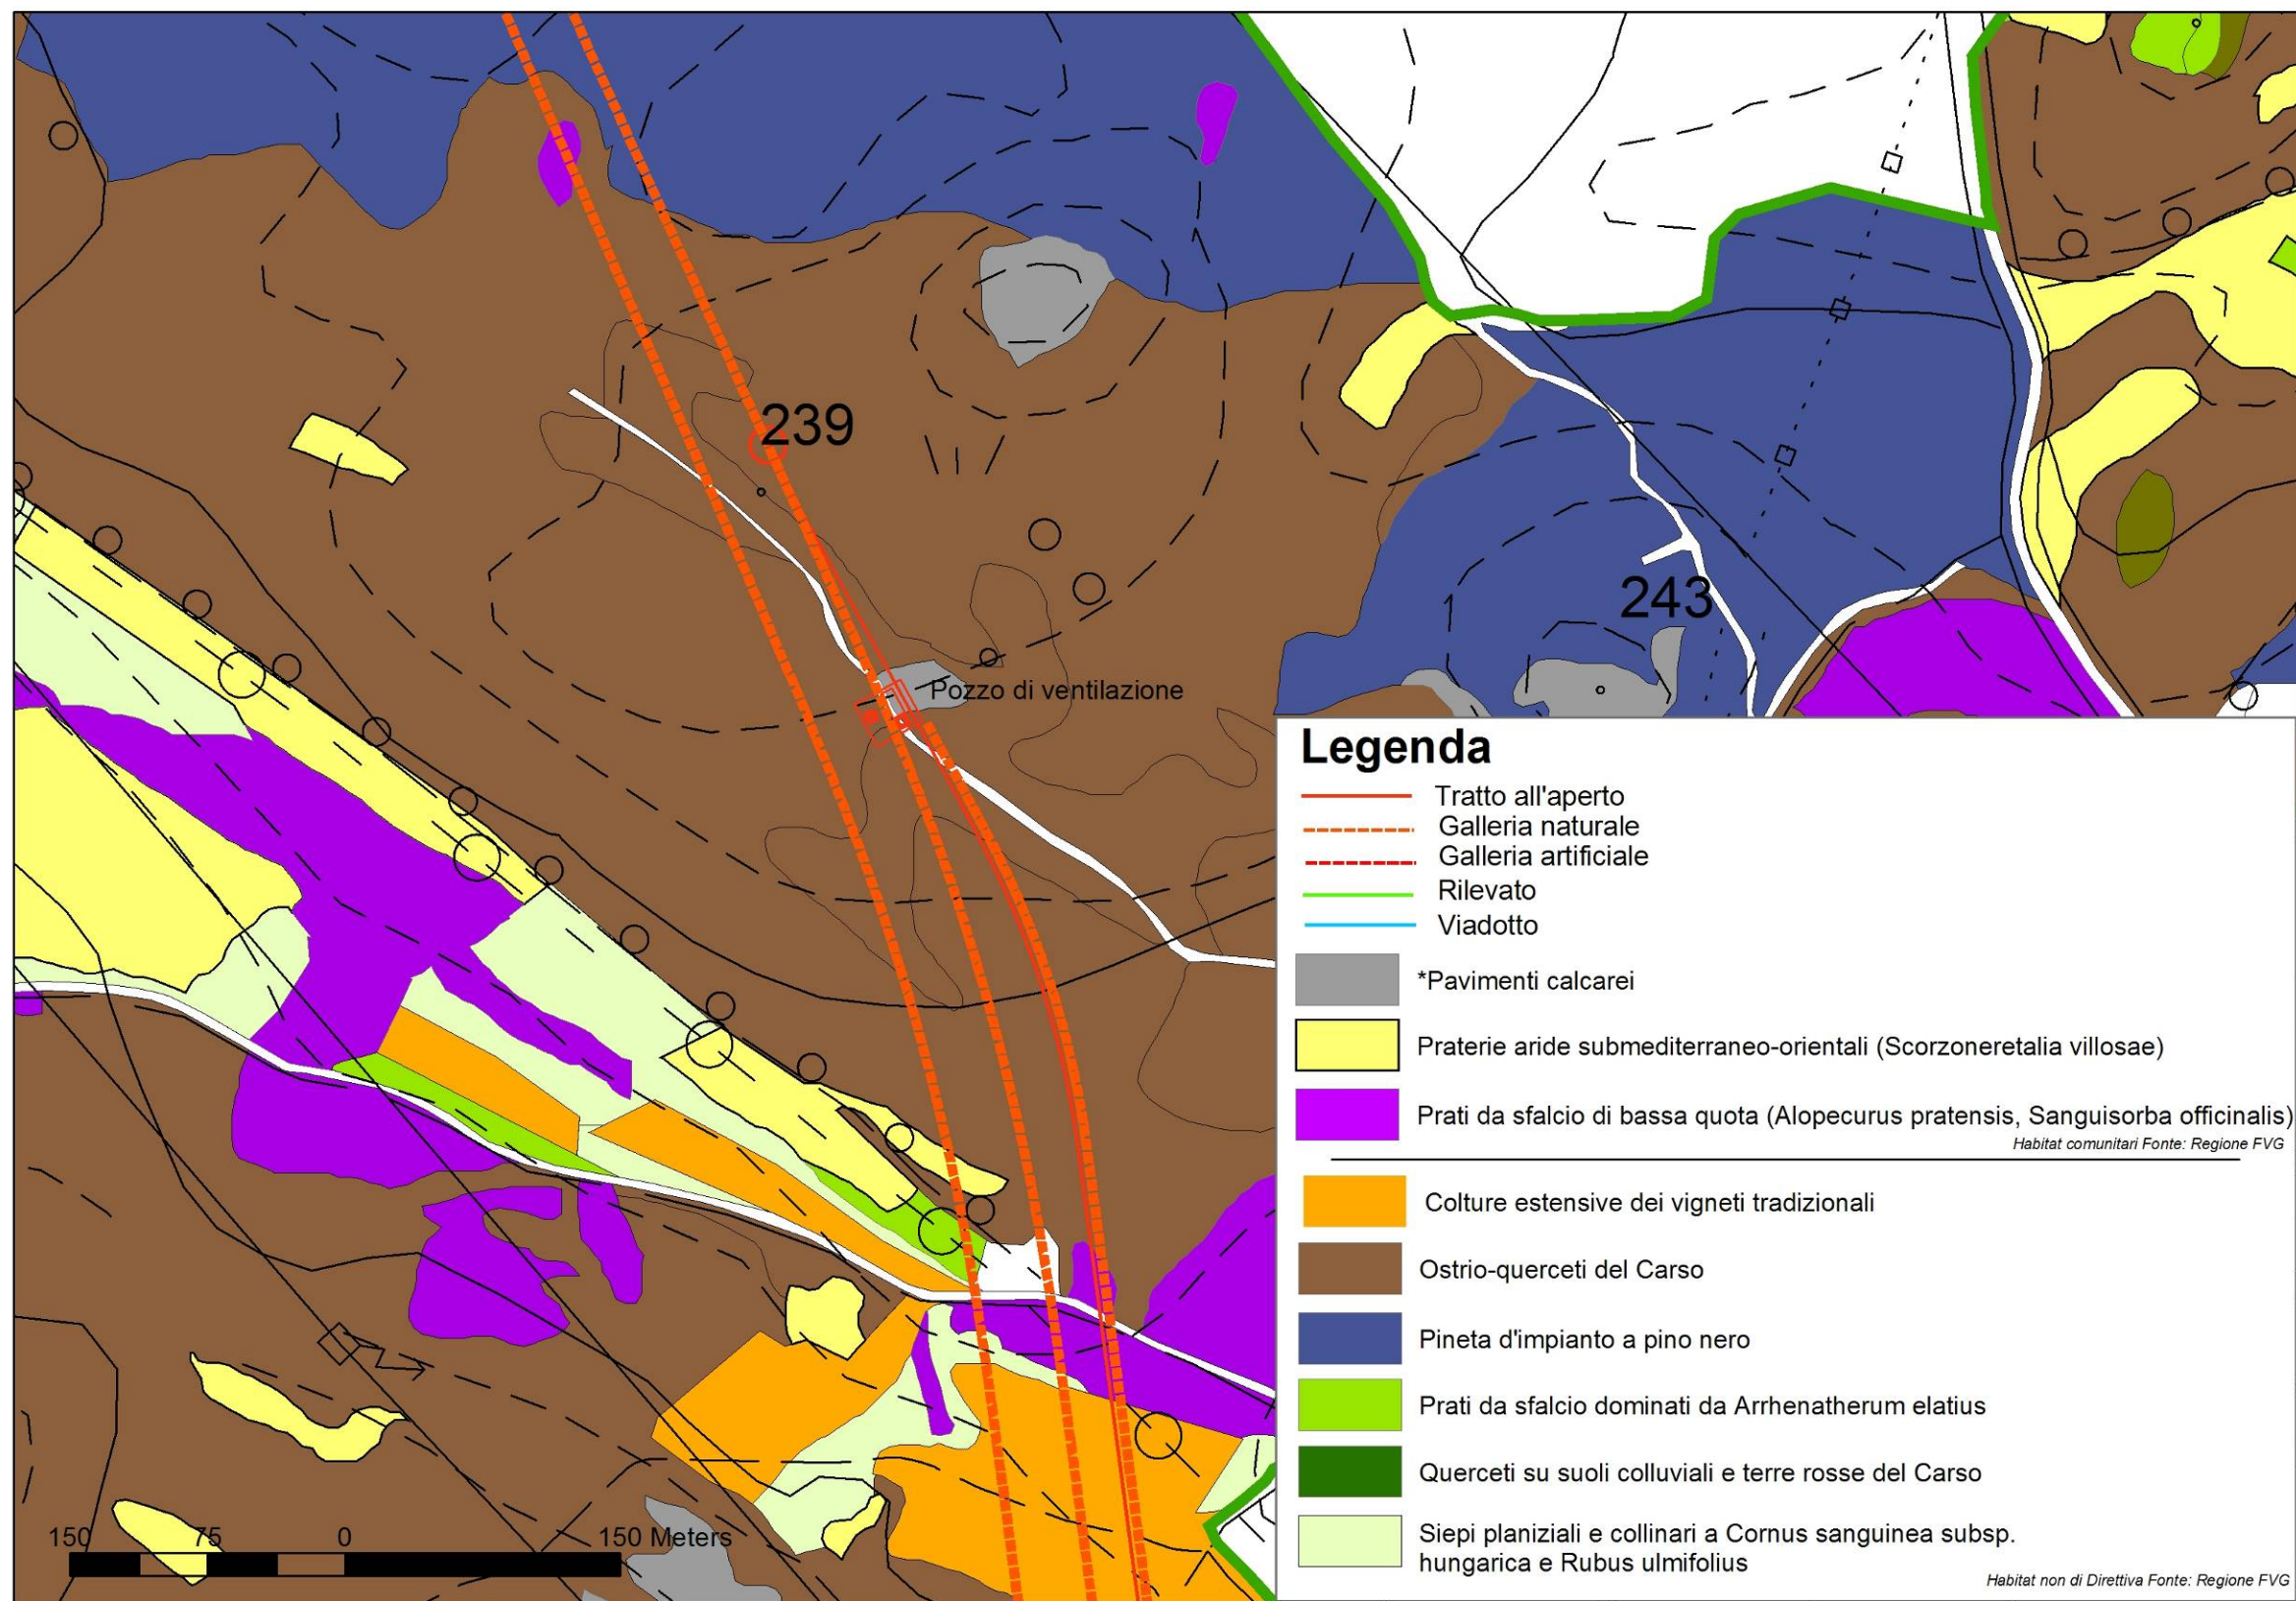 239
243
Pozzo di ventilazione
Legenda
Tratto all'aperto
Galleria naturale
Galleria artificiale
Rilevato
Viadotto
*Pavimenti calcarei
Praterie aride submediterraneo-orientali (Scorzoneretalia villosae)
Prati da sfalcio di bassa quota (Alopecurus pratensis, Sanguisorba officinalis)
Habitat comunitari Fonte: Regione FVG
Colture estensive dei vigneti tradizionali
Ostrio-querceti del Carso
Pineta d'impianto a pino nero
Prati da sfalcio dominati da Arrhenatherum elatius
Querceti su suoli colluviali e terre rosse del Carso
Siepi planiziali e collinari a Cornus sanguinea subsp.
hungarica e Rubus ulmifolius
Habitat non di Direttiva Fonte: Regione FVG
150 75 0 150 Meters